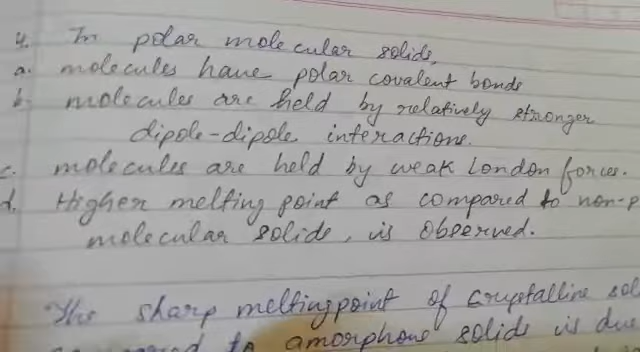 4. In polar molecular solids,
a. molecules have polar covalent bonds
b. molecules are held by relatively stronger
dipole-dipole interactions.
c. molecules are held by weak London forces.
d. Higher melting point as compared to non-p
molecular solids, is observed.
The sharp melting point of crystalline sol
to amorphous solids is due